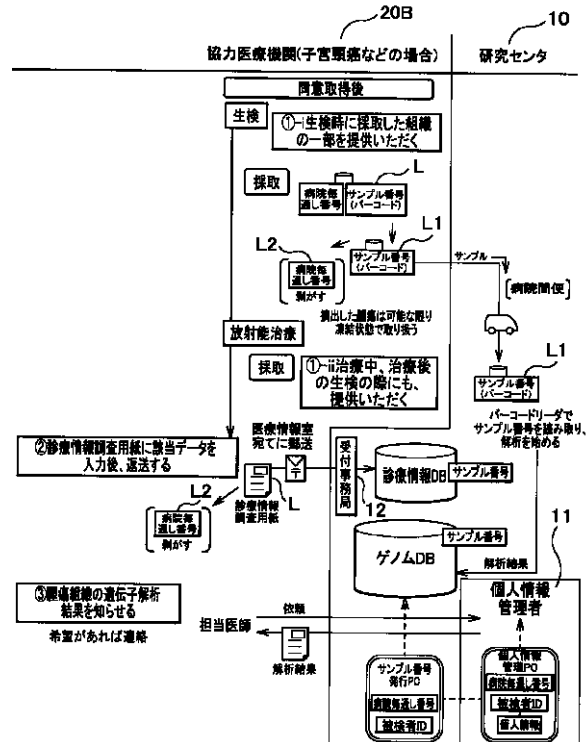 20B
10
協力医療機関(子宮頸癌などの場合)
研究センタ
同意取得後
生検
①-i生検時に採取した組織
の一部を提供いただく
採取
L
病院毎
通し番号
サンプル番号
(バーコード)
L1
L2
サンプル番号
(バーコード)
病院毎
通し番号
剥がす
サンプル
[病院間便]
摘出した腫瘍は可能な限り
凍結状態で取り扱う
放射能治療
採取
①-ii治療中、治療後
の生検の際にも、
提供いただく
L1
サンプル番号
(バーコード)
バーコードリーダで
サンプル番号を読み取り、
解析を始める
②診療情報調査用紙に該当データを
入力後、返送する
医療情報室
宛てに郵送
〒
受付事務局
12
診療情報DB
サンプル番号
L2
病院毎
通し番号
剥がす
L
診療情報
調査用紙
サンプル番号
ゲノムDB
解析結果
11
③腫瘍組織の遺伝子解析
結果を知らせる
希望があれば連絡
担当医師
依頼
解析結果
個人情報
管理者
サンプル番号
発行PC
病院毎通し番号
被検者ID
個人情報
管理PC
病院毎通し番号
被検者ID
個人情報